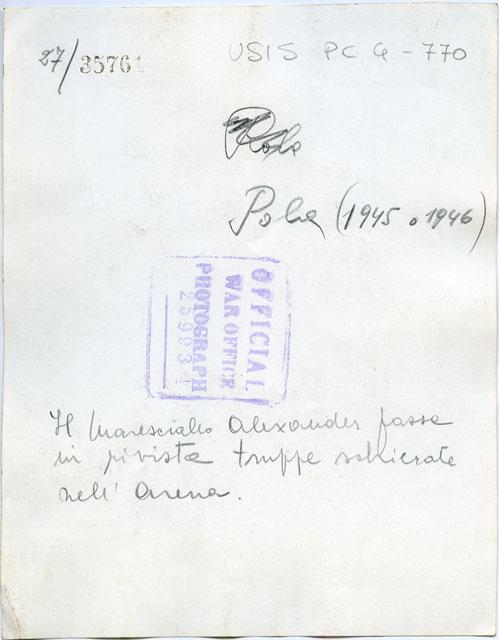 27/35761
USIS PC 4 - 770
Pola
Pola (1945 o 1946)
OFFICIAL
WAR OFFICE
PHOTOGRAPH
Il Maresciallo Alexander passa
in rivista truppe schierate
nell' Arena.